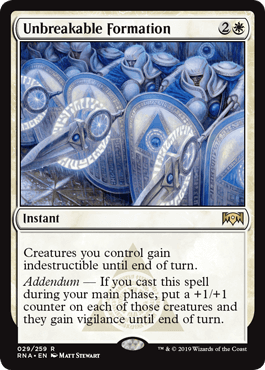 Unbreakable Formation 2
Instant
Creatures you control gain
indestructible until end of turn.
Addendum — If you cast this spell
during your main phase, put a +1/+1
counter on each of those creatures and
they gain vigilance until end of turn.
029/259 R
RNA • EN MATT STEWART
™ & © 2019 Wizards of the Coast